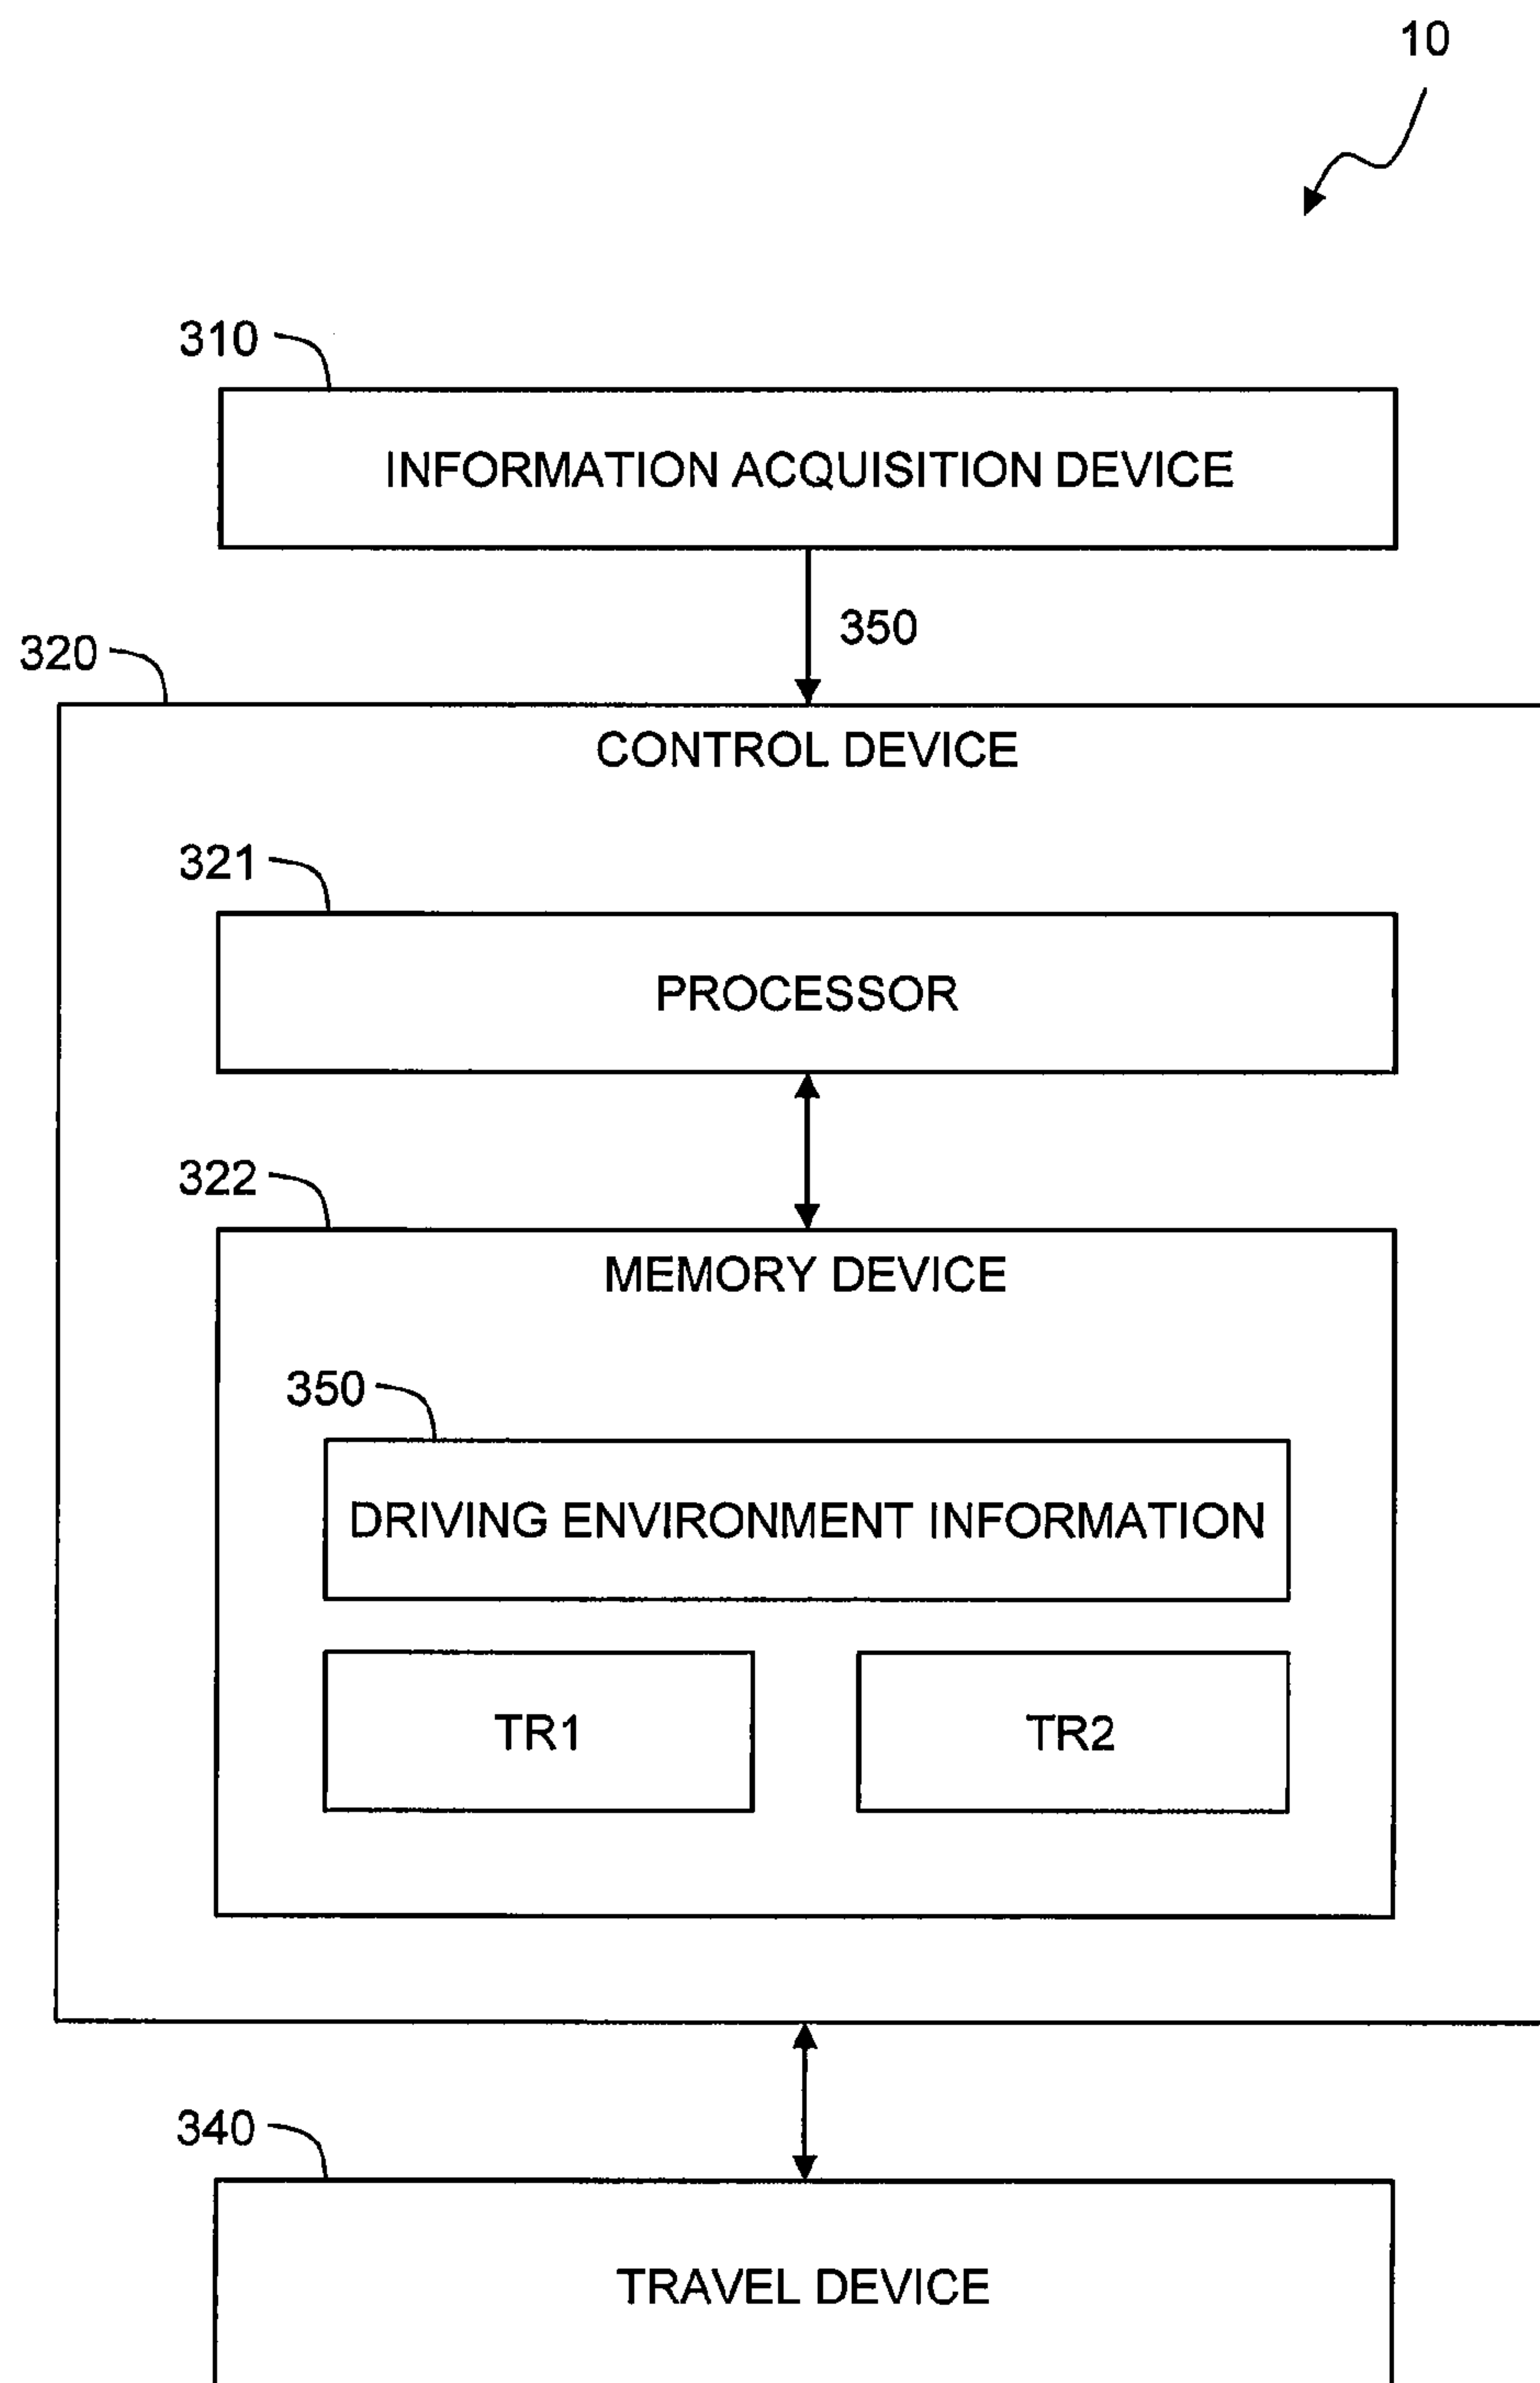 10
310
INFORMATION ACQUISITION DEVICE
350
320
CONTROL DEVICE
321
PROCESSOR
322
MEMORY DEVICE
350
DRIVING ENVIRONMENT INFORMATION
TR1
TR2
340
TRAVEL DEVICE